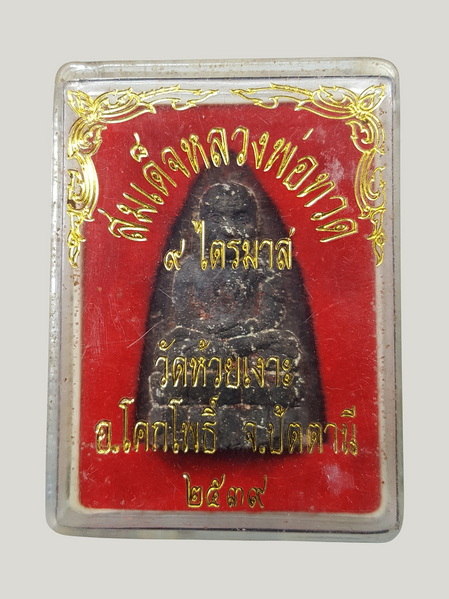 สมเด็จหลวงพ่อทวด
๙ ไตรมาส
วัดห้วยเงาะ
อ.โคกโพธิ์ จ.ปัตตานี
๒๕๓๙